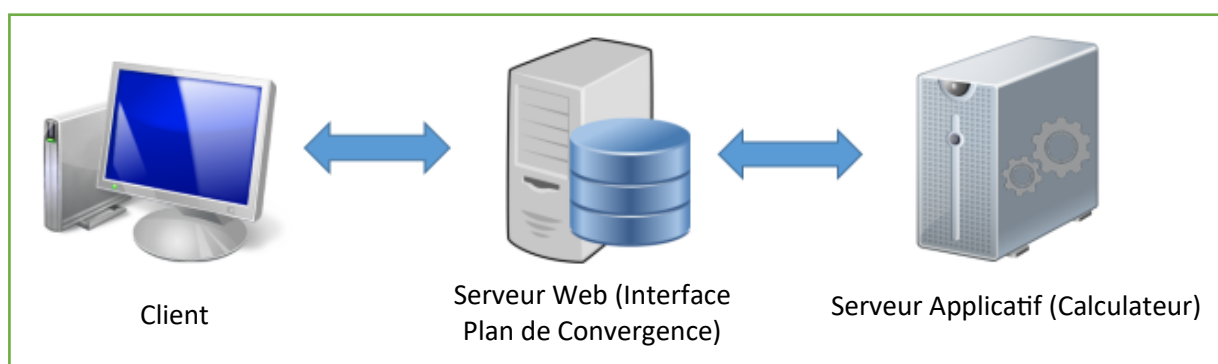 Client
Serveur Web (Interface
Plan de Convergence)
Serveur Applicatif (Calculateur)